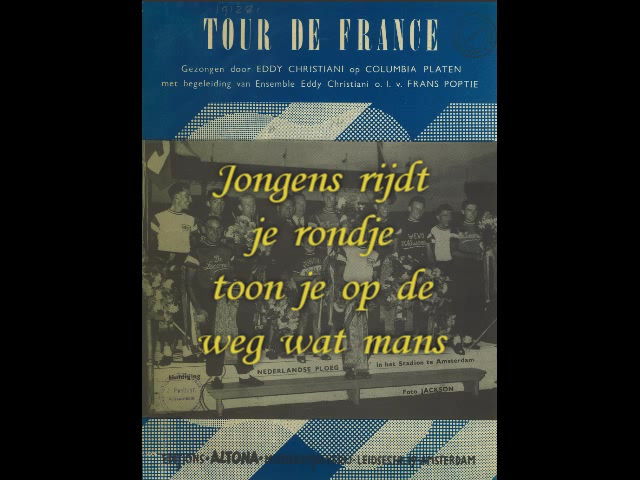 TOUR DE FRANCE
Gezongen door EDDY CHRISTIANI op COLUMBIA PLATEN
met begeleiding van Ensemble Eddy Christiani o. l. v. FRANS POPTIE
Jongens rijdt
je rondje
toon je op de
weg wat mans
Huldiging
NEDERLANDSE PLOEG
in het Stadion te Amsterdam
Foto JACKSON
ALTONA
AMSTERDAM